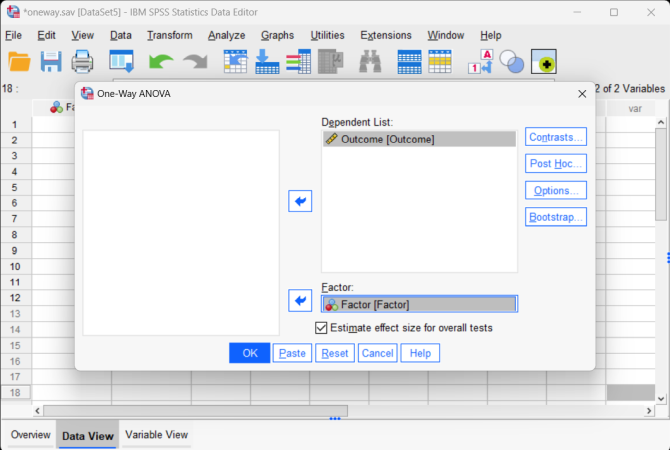 *oneway.sav [DataSet5] - IBM SPSS Statistics Data Editor
File Edit View Data Transform Analyze Graphs Utilities Extensions Window Help
A
1
18 : 2 of 2 Variables
var
One-Way ANOVA
Dependent List:
Outcome [Outcome]
Contrasts...
Post Hoc...
Options...
Bootstrap...
Factor:
Factor [Factor]
Estimate effect size for overall tests
OK Paste Reset Cancel Help
1
2
3
4
5
6
7
8
9
10
11
12
13
14
15
16
17
18
Overview Data View Variable View